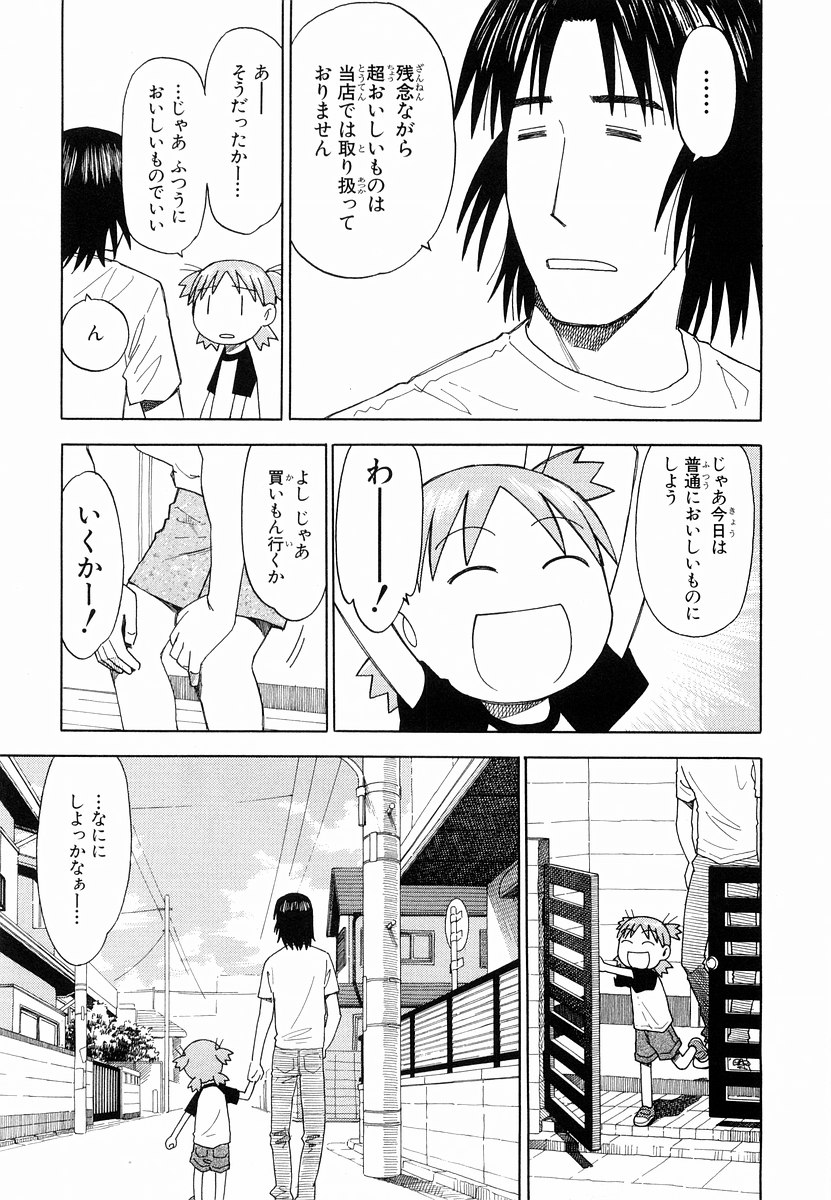 ……
残念ながら
超おいしいものは
当店では取り扱って
おりません
あーー
そうだったかー…
…じゃあ ふつうに
おいしいものでいい
ん
じゃあ今日は
普通においしいものに
しよう
わーー！
よし じゃあ
買いもん行くか
いくかー！
…なにに
しよっかなぁー…